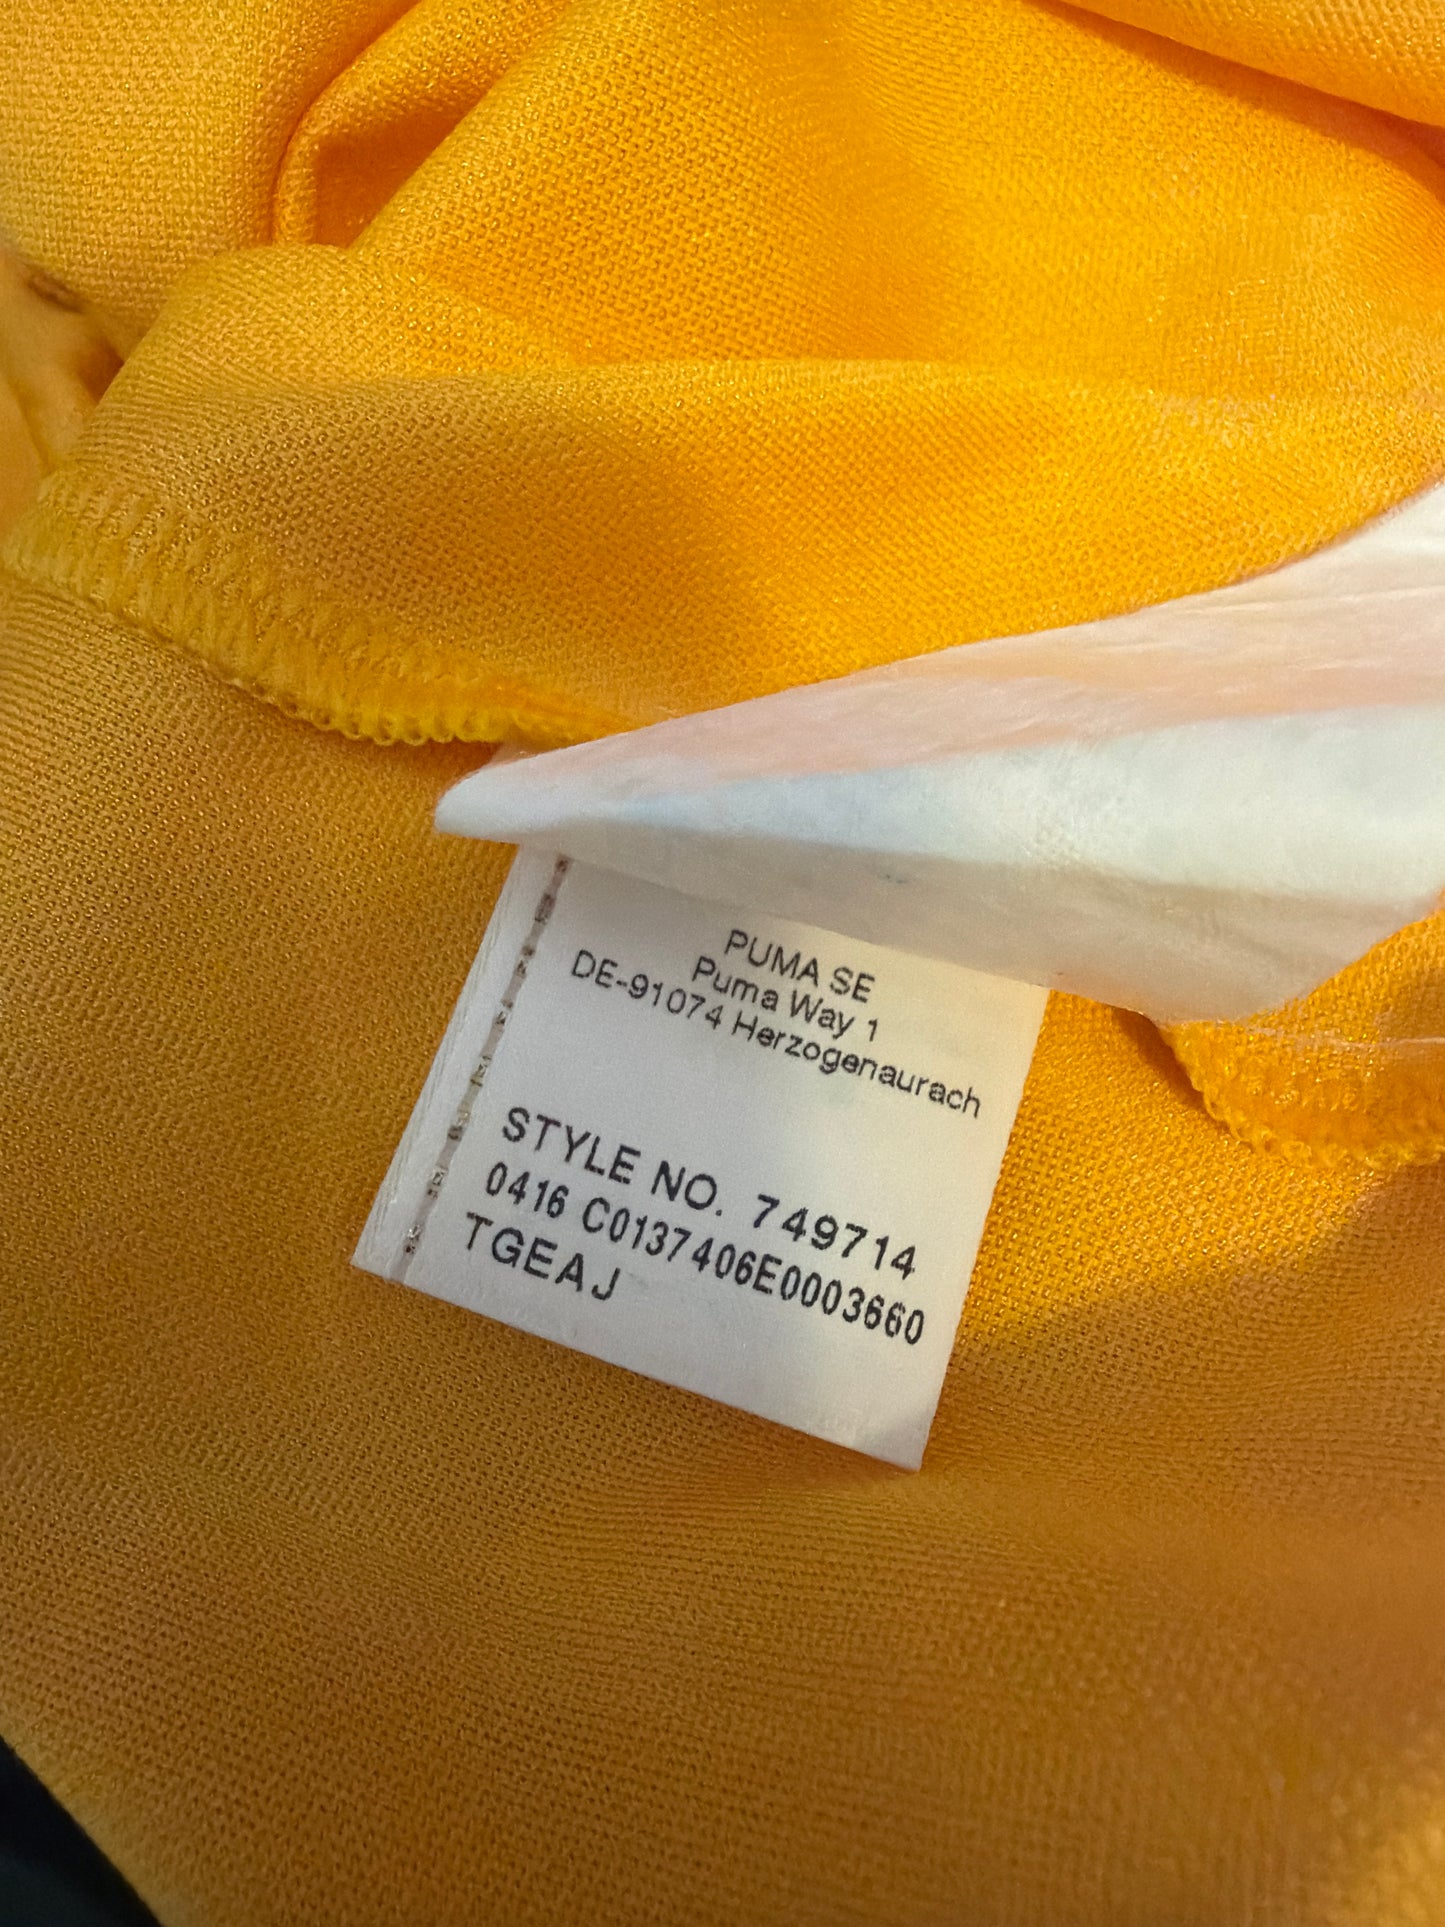 PUMA SE
Puma Way 1
DE-91074 Herzogenaurach
STYLE NO. 749714
0416 C0137406E0003660
TGEAJ